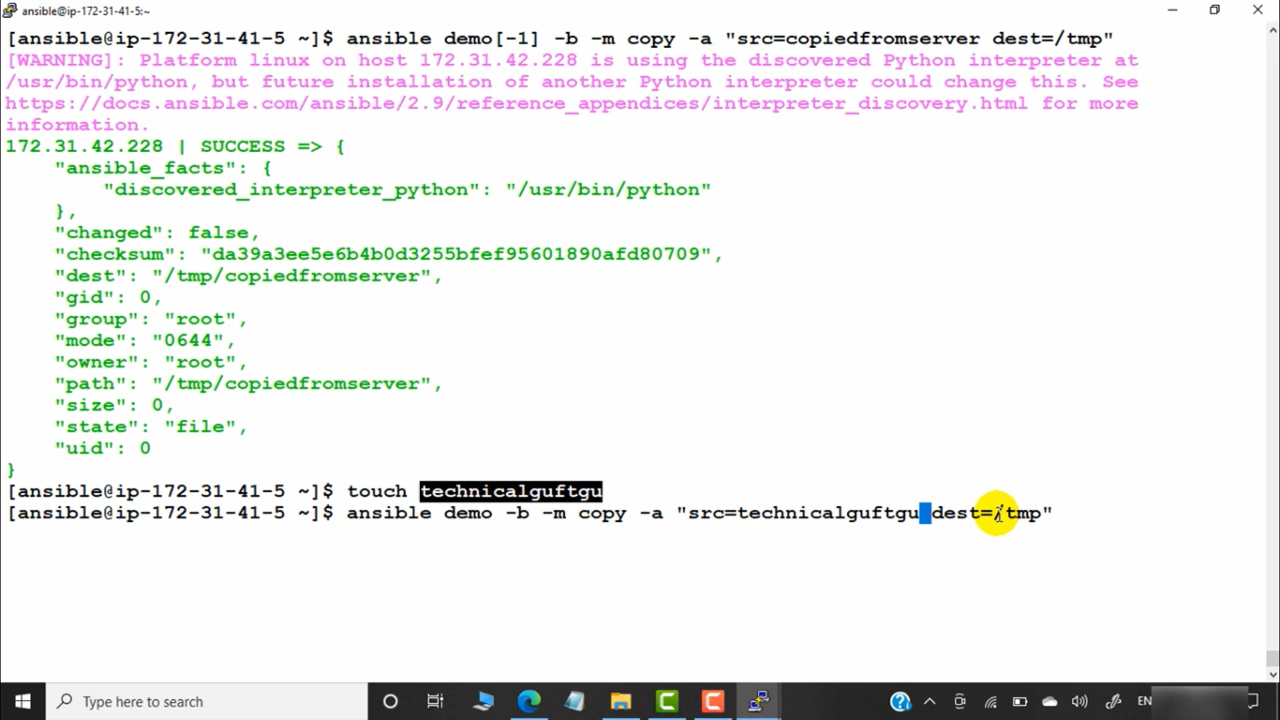 ansible@ip-172-31-41-5:~
[ansible@ip-172-31-41-5 ~]$ ansible demo[-1] -b -m copy -a "src=copiedfromserver dest=/tmp"
[WARNING]: Platform linux on host 172.31.42.228 is using the discovered Python interpreter at
/usr/bin/python, but future installation of another Python interpreter could change this. See
https://docs.ansible.com/ansible/2.9/reference_appendices/interpreter_discovery.html for more
information.
172.31.42.228 | SUCCESS => {
    "ansible_facts": {
        "discovered_interpreter_python": "/usr/bin/python"
    },
    "changed": false,
    "checksum": "da39a3ee5e6b4b0d3255bfef95601890afd80709",
    "dest": "/tmp/copiedfromserver",
    "gid": 0,
    "group": "root",
    "mode": "0644",
    "owner": "root",
    "path": "/tmp/copiedfromserver",
    "size": 0,
    "state": "file",
    "uid": 0
}
[ansible@ip-172-31-41-5 ~]$ touch technicalguftgu
[ansible@ip-172-31-41-5 ~]$ ansible demo -b -m copy -a "src=technicalguftgu dest=/tmp"
Type here to search
EN